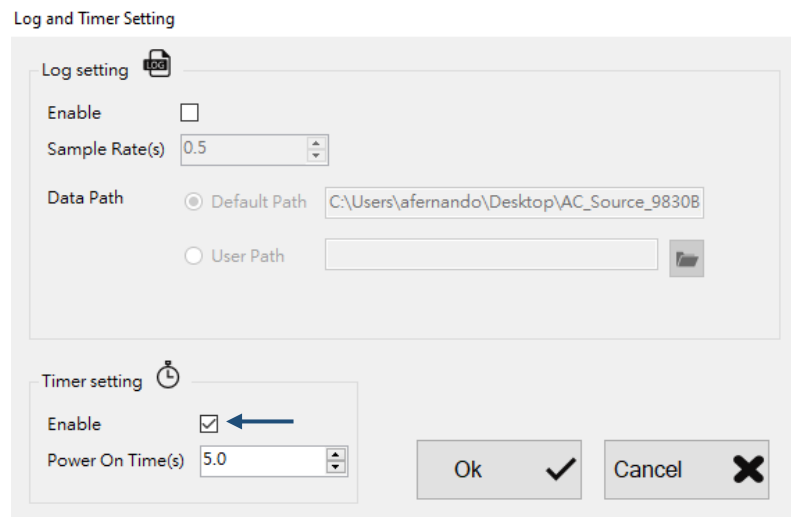 Log and Timer Setting
Log setting LOG
Enable
Sample Rate(s) 0.5
Data Path Default Path C:\Users\afernando\Desktop\AC_Source_9830B
User Path
Timer setting
Enable
Power On Time(s) 5.0
Ok Cancel